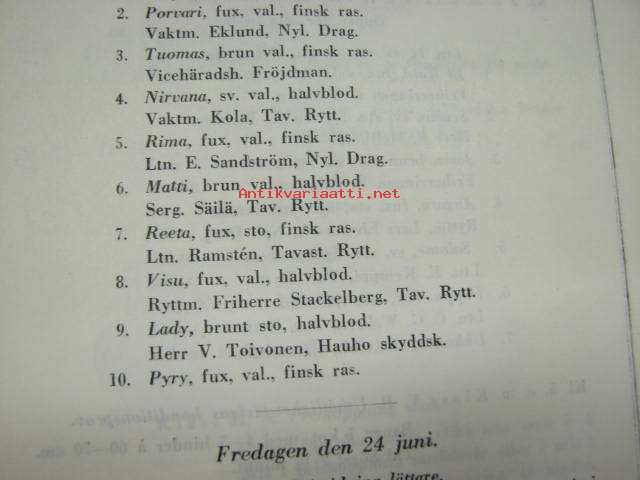 2. Porvari, fux, val., finsk ras.
Vaktm. Eklund, Nyl. Drag.
3. Tuomas, brun val., finsk ras.
Vicehäradsh. Fröjdman.
4. Nirvana, sv. val., halvblod.
Vaktm. Kola, Tav. Rytt.
5. Rima, fux, val., finsk ras.
Ltn. E. Sandström, Nyl. Drag.
6. Matti, brun val., halvblod.
Antikvariaatti.net
Serg. Säilä, Tav. Rytt.
7. Reeta, fux, sto, finsk ras.
Ltn. Ramstén, Tavast. Rytt.
8. Visu, fux, val., halvblod.
Ryttm. Friherre Stackelberg, Tav. Rytt.
9. Lady, brunt sto, halvblod.
Herr V. Toivonen, Hauho skyddsk.
10. Pyry, fux, val., finsk ras.
Fredagen den 24 juni.
lättare.